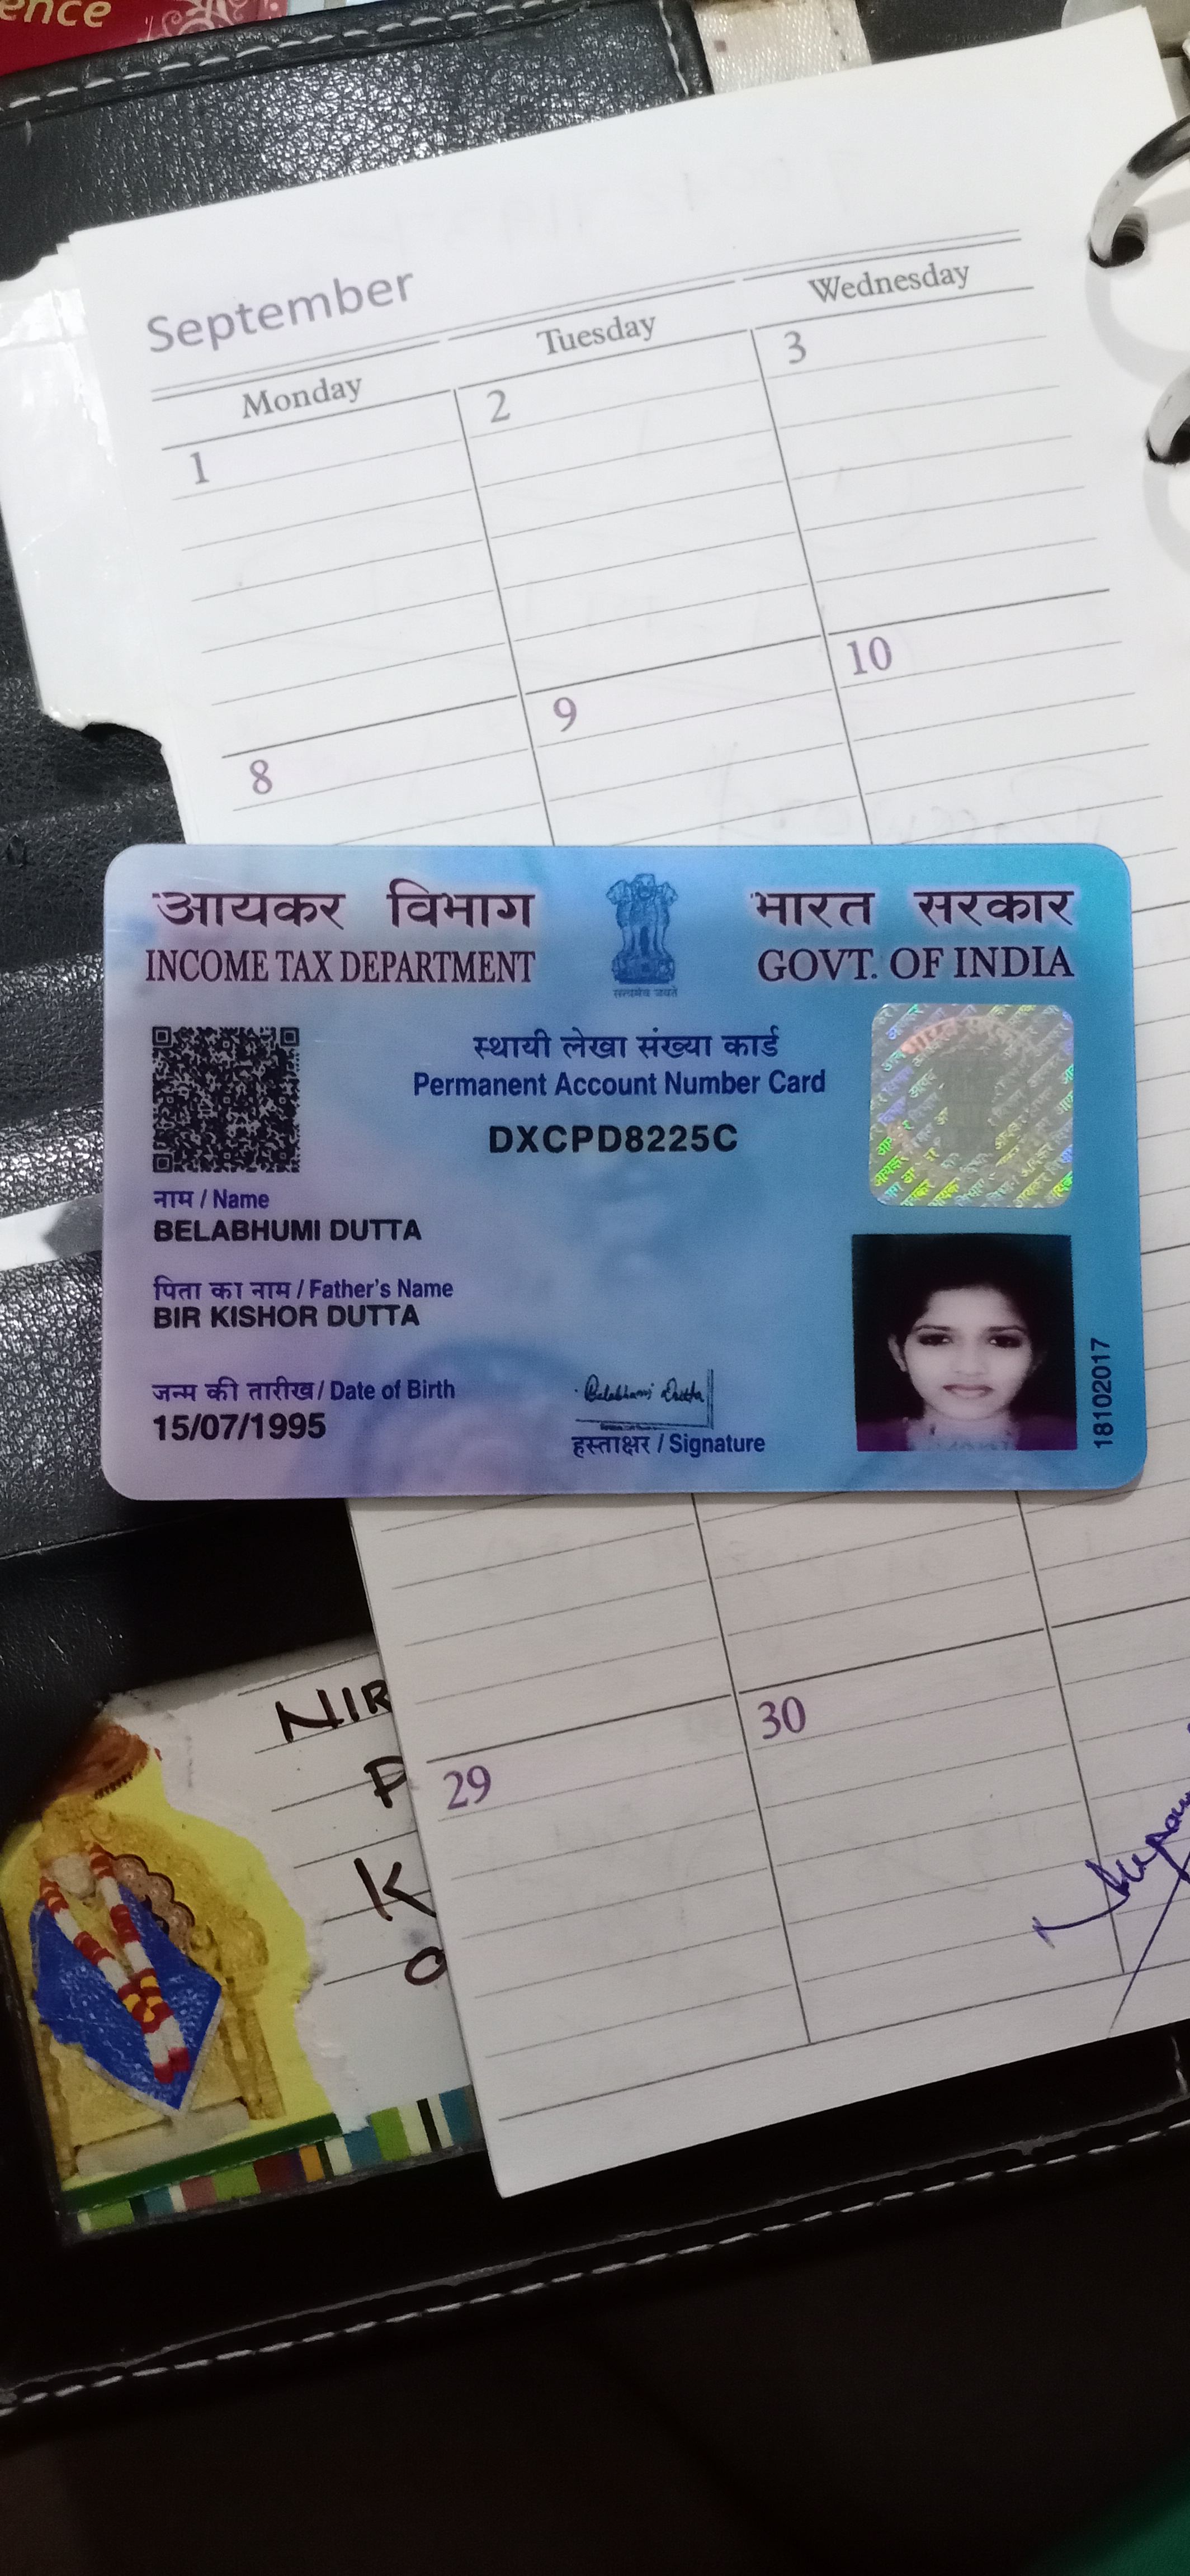 ence
September
Monday Tuesday Wednesday
1 2 3
8 9 10
आयकर विभाग
INCOME TAX DEPARTMENT
सत्यमेव जयते
भारत सरकार
GOVT. OF INDIA
स्थायी लेखा संख्या कार्ड
Permanent Account Number Card
DXCPD8225C
नाम / Name
BELABHUMI DUTTA
पिता का नाम / Father's Name
BIR KISHOR DUTTA
जन्म की तारीख / Date of Birth
15/07/1995
Belabhumi Dutta
हस्ताक्षर / Signature
18102017
29 30
NIR
P
K
O